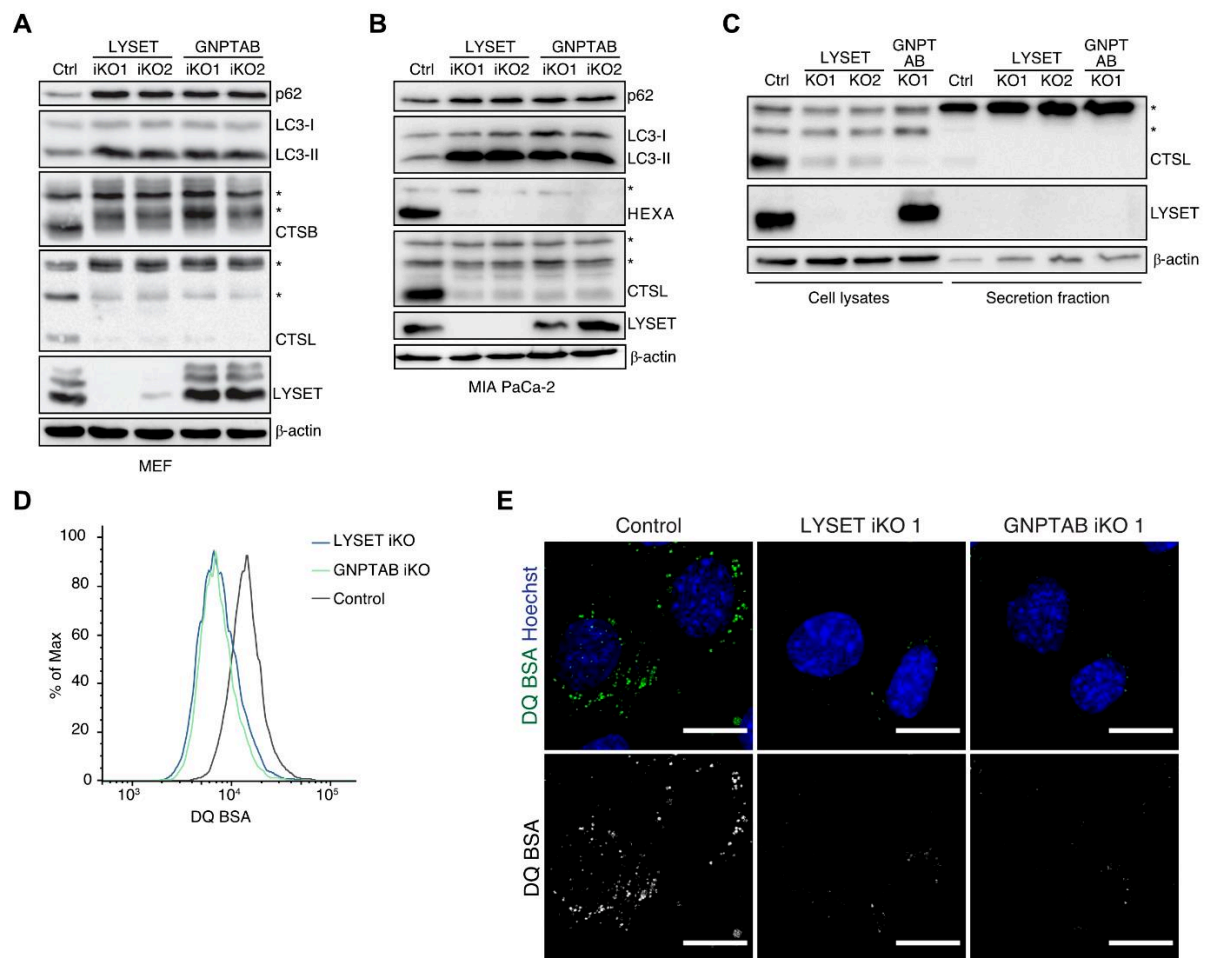 A
LYSET GNPTAB
Ctrl iKO1 iKO2 iKO1 iKO2
p62
LC3-I
LC3-II
*
*
CTSB
*
*
CTSL
LYSET
β-actin
MEF
B
LYSET GNPTAB
Ctrl iKO1 iKO2 iKO1 iKO2
p62
LC3-I
LC3-II
*
HEXA
*
*
CTSL
LYSET
β-actin
MIA PaCa-2
C
GNPT GNPT
LYSET AB LYSET AB
Ctrl KO1 KO2 KO1 Ctrl KO1 KO2 KO1
*
*
CTSL
LYSET
β-actin
Cell lysates Secretion fraction
D
100
80
60
40
20
0
% of Max
10³ 10⁴ 10⁵
DQ BSA
LYSET iKO
GNPTAB iKO
Control
E
Control LYSET iKO 1 GNPTAB iKO 1
DQ BSA Hoechst
DQ BSA